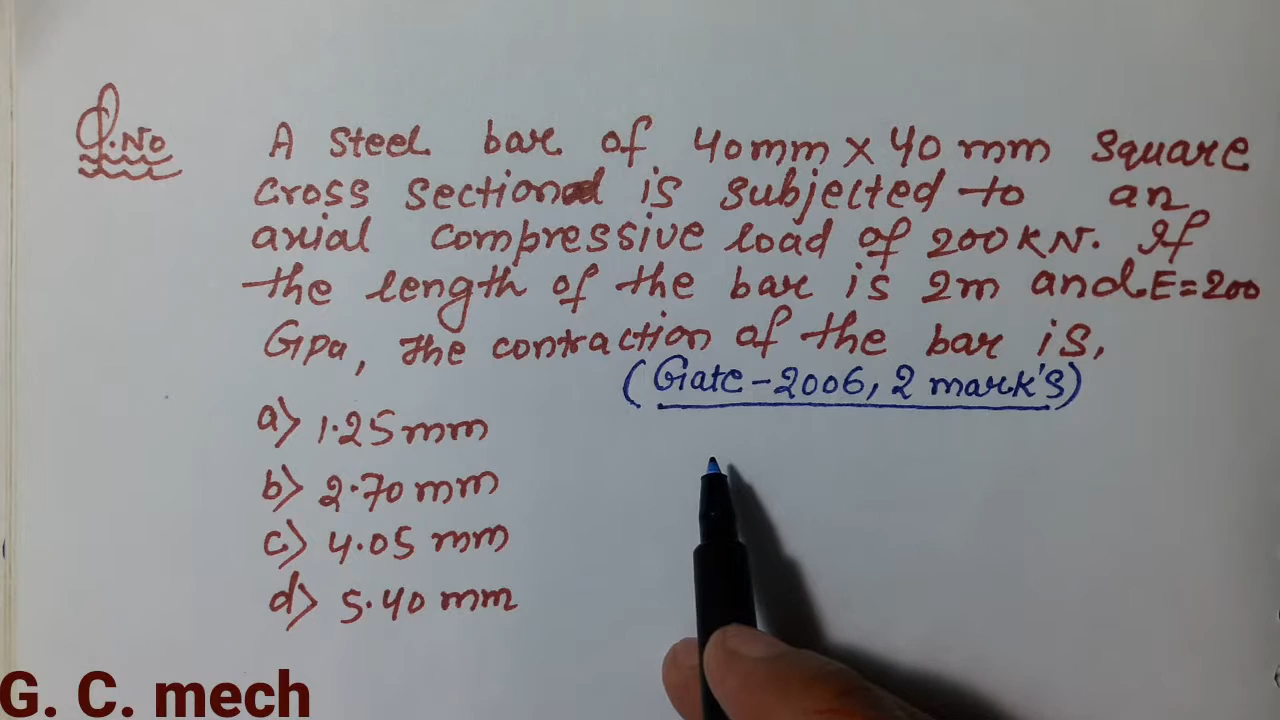 Q.No A steel bar of 40mm x 40 mm square
cross sectional is subjected to an
axial compressive load of 200KN. If
the length of the bar is 2m and E=200
Gpa, the contraction of the bar is,
(Gate-2006, 2 mark's)
a) 1.25mm
b) 2.70mm
c) 4.05 mm
d) 5.40 mm
G. C. mech